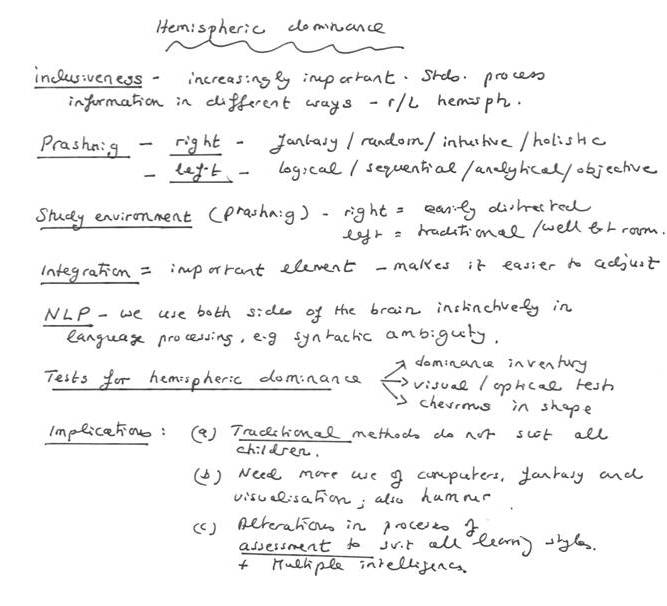 Hemispheric dominance
inclusiveness - increasingly important. Stds. process
information in different ways - r/L hemisph.
Prashnig - right - fantasy / random / intuitive / holistic
- left - logical / sequential / analytical / objective
Study environment (Prashnig) - right = easily distracted
left = traditional / well lit room.
Integration = important element - makes it easier to adjust
NLP - we use both sides of the brain instinctively in
language processing, e.g syntactic ambiguity.
Tests for hemispheric dominance → dominance inventory
→ visual / optical tests
→ chevrons in shape
Implications: (a) Traditional methods do not suit all
children.
(b) Need more use of computers, fantasy and
visualisation; also humour.
(c) Alterations in process of
assessment to suit all learning styles.
+ Multiple intelligences